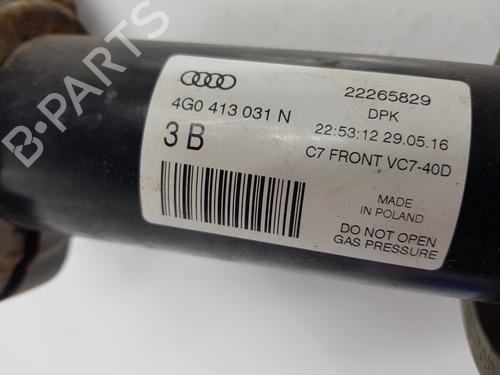 4G0 413 031 N
3 B
22265829
DPK
22:53:12 29.05.16
C7 FRONT VC7-40D
MADE
IN POLAND
DO NOT OPEN
GAS PRESSURE
B-PARTS